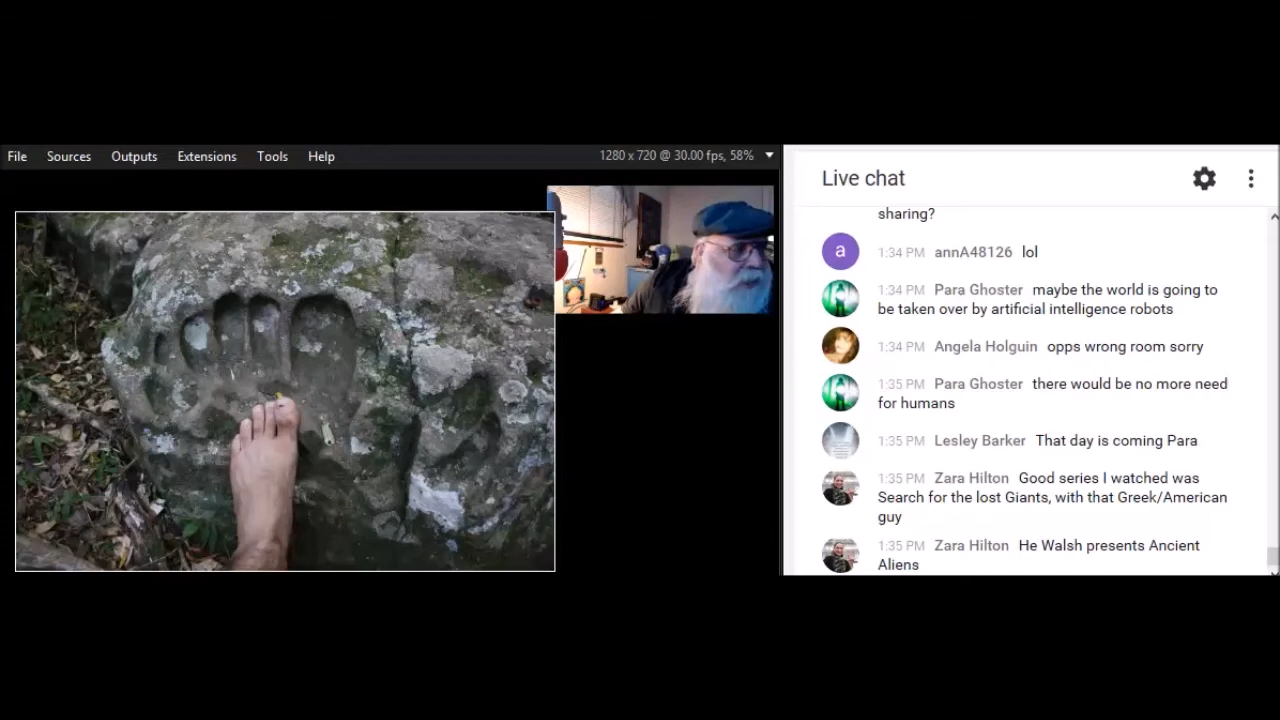 File Sources Outputs Extensions Tools Help 1280 x 720 @ 30.00 fps, 58%
Live chat
sharing?
a 1:34 PM annA48126 lol
1:34 PM Para Ghoster maybe the world is going to
be taken over by artificial intelligence robots
1:34 PM Angela Holguin opps wrong room sorry
1:35 PM Para Ghoster there would be no more need
for humans
1:35 PM Lesley Barker That day is coming Para
1:35 PM Zara Hilton Good series I watched was
Search for the lost Giants, with that Greek/American
guy
1:35 PM Zara Hilton He Walsh presents Ancient
Aliens